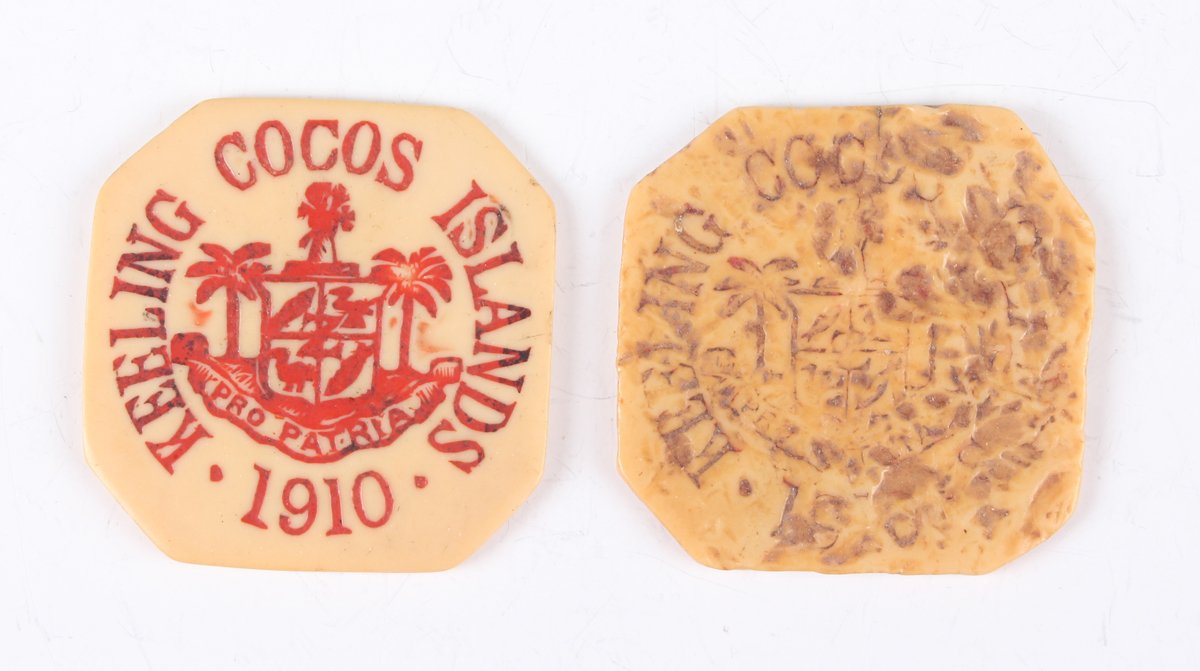 KEELING COCOS ISLANDS
PRO PATRIA
· 1910 ·
KEELING COCOS